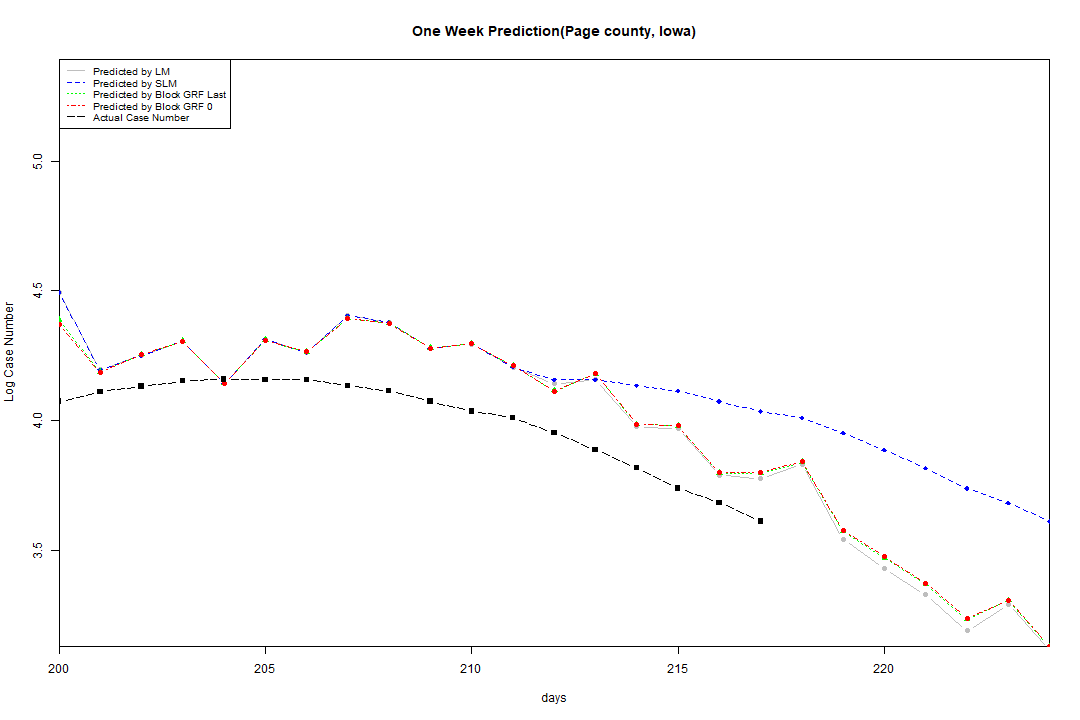 One Week Prediction(Page county, Iowa)
Predicted by LM
Predicted by SLM
Predicted by Block GRF Last
Predicted by Block GRF 0
Actual Case Number
5.0
4.5
4.0
3.5
Log Case Number
200 205 210 215 220
days